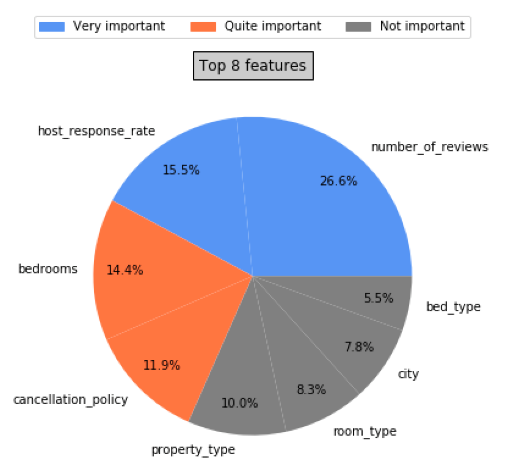 Very important Quite important Not important
Top 8 features
host_response_rate
number_of_reviews
15.5%
26.6%
bedrooms
14.4%
5.5%
bed_type
11.9%
7.8%
city
cancellation_policy
10.0%
8.3%
room_type
property_type